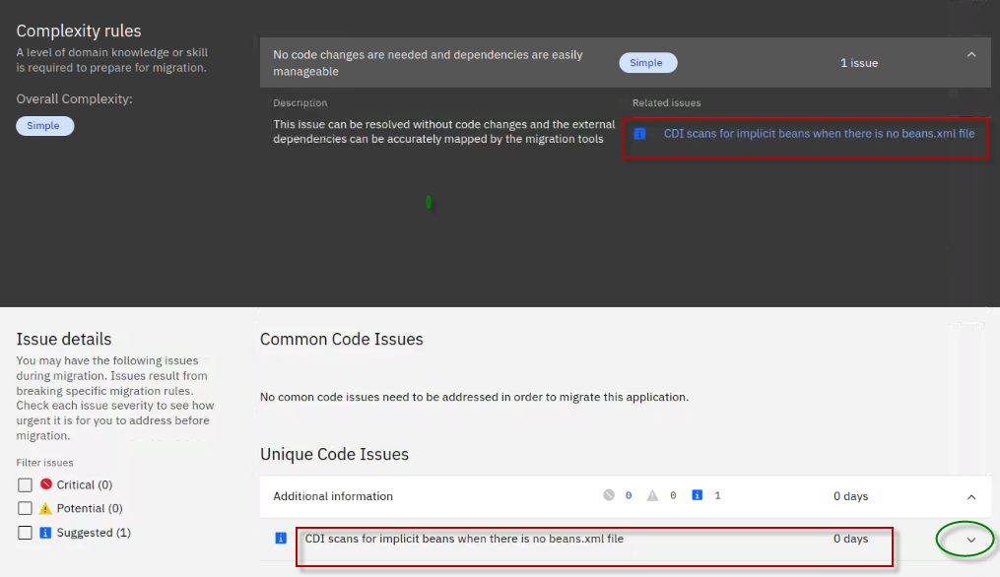 Complexity rules
A level of domain knowledge or skill
is required to prepare for migration.
Overall Complexity:
Simple
No code changes are needed and dependencies are easily
manageable
Simple
1 issue
Description
This issue can be resolved without code changes and the external
dependencies can be accurately mapped by the migration tools
Related issues
CDI scans for implicit beans when there is no beans.xml file
Issue details
You may have the following issues
during migration. Issues result from
breaking specific migration rules.
Check each issue severity to see how
urgent it is for you to address before
migration.
Filter issues
Critical (0)
Potential (0)
Suggested (1)
Common Code Issues
No comon code issues need to be addressed in order to migrate this application.
Unique Code Issues
Additional information 0 0 1 0 days
CDI scans for implicit beans when there is no beans.xml file 0 days